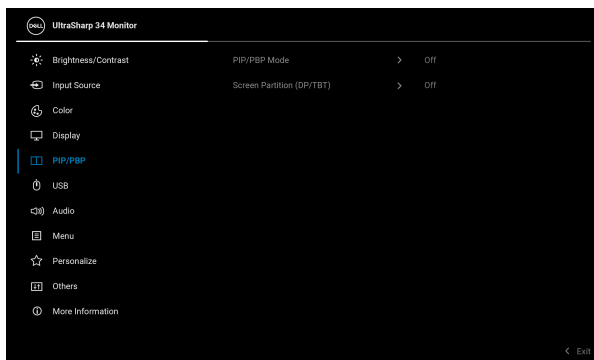 DELL UltraSharp 34 Monitor
Brightness/Contrast PIP/PBP Mode Off
Input Source Screen Partition (DP/TBT) Off
Color
Display
PIP/PBP
USB
Audio
Menu
Personalize
Others
More Information
Exit